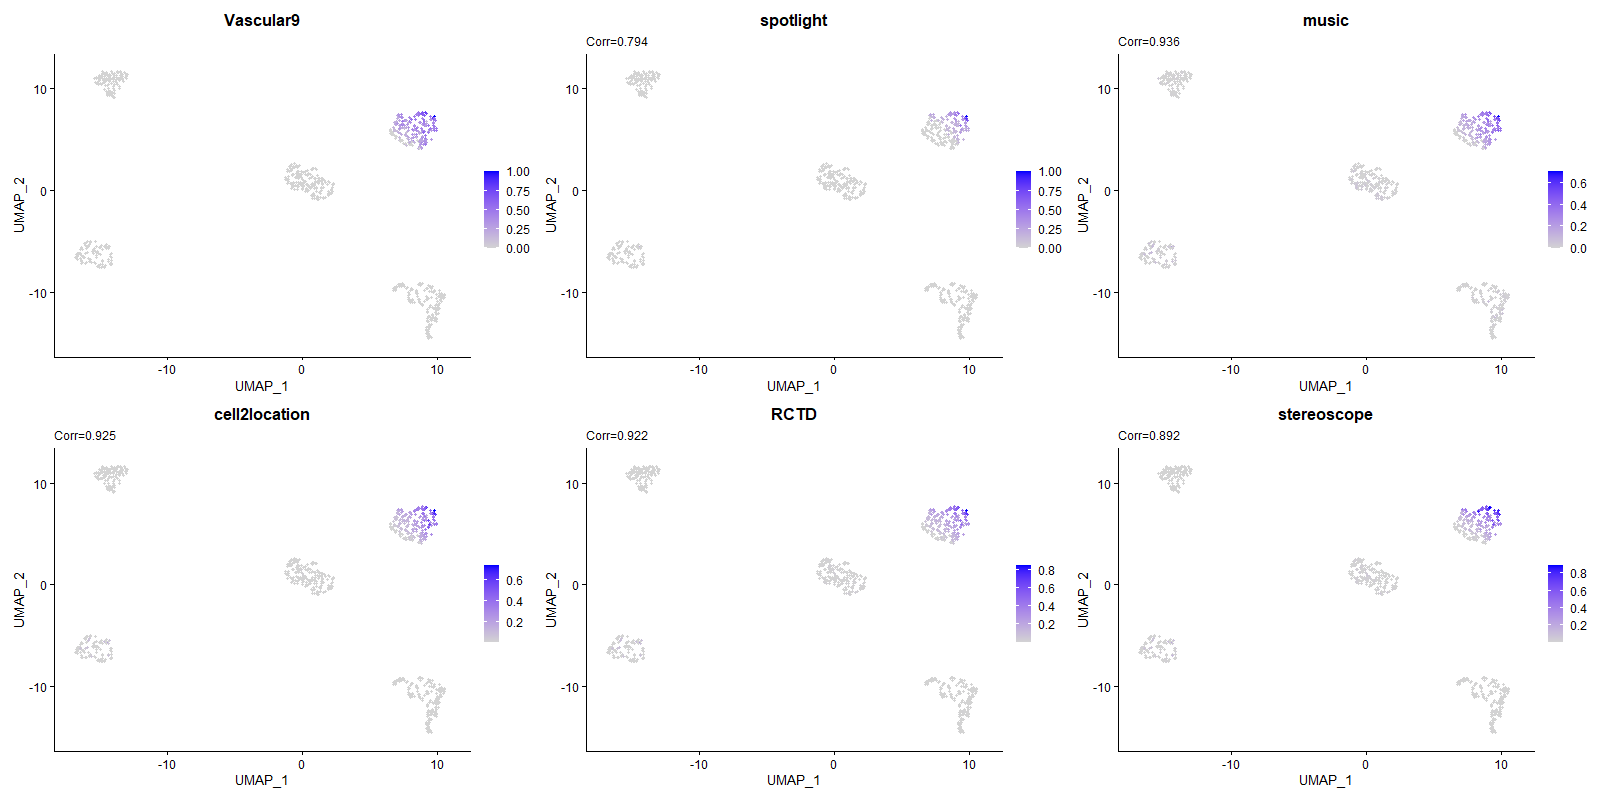 Vascular9
10
0
-10
UMAP_2
-10
0
10
UMAP_1
1.00
0.75
0.50
0.25
0.00
spotlight
Corr=0.794
10
0
-10
UMAP_2
-10
0
10
UMAP_1
1.00
0.75
0.50
0.25
0.00
music
Corr=0.936
10
0
-10
UMAP_2
-10
0
10
UMAP_1
0.6
0.4
0.2
0.0
cell2location
Corr=0.925
10
0
-10
UMAP_2
-10
0
10
UMAP_1
0.6
0.4
0.2
RCTD
Corr=0.922
10
0
-10
UMAP_2
-10
0
10
UMAP_1
0.8
0.6
0.4
0.2
stereoscope
Corr=0.892
10
0
-10
UMAP_2
-10
0
10
UMAP_1
0.8
0.6
0.4
0.2